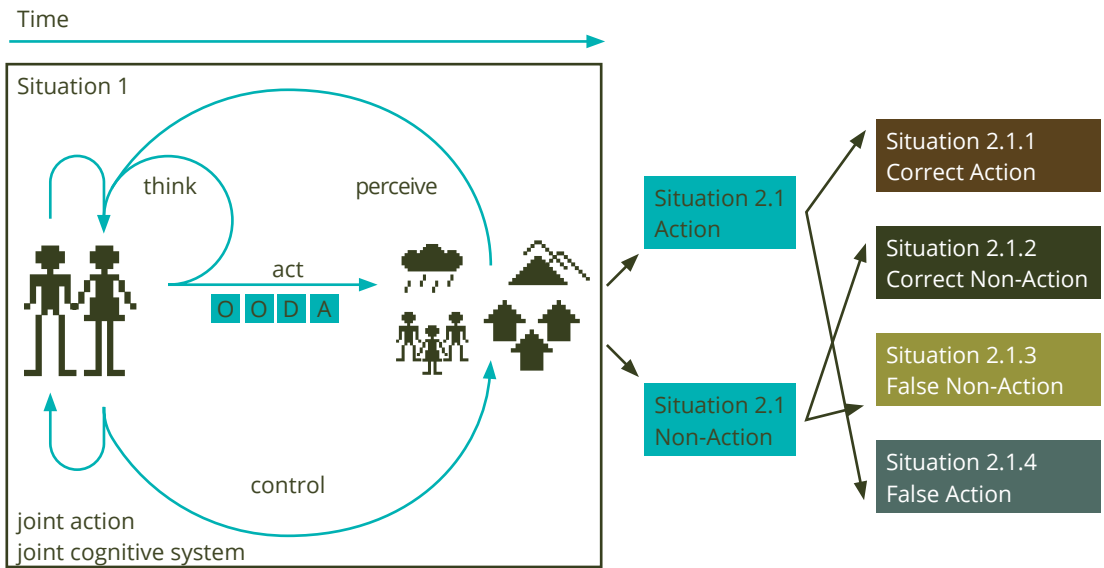 Time
Situation 1
think
perceive
act
O O D A
control
joint action
joint cognitive system
Situation 2.1
Action
Situation 2.1
Non-Action
Situation 2.1.1
Correct Action
Situation 2.1.2
Correct Non-Action
Situation 2.1.3
False Non-Action
Situation 2.1.4
False Action